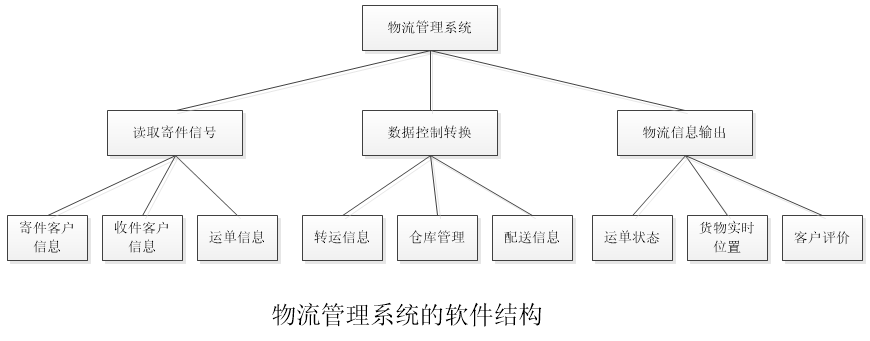 物流管理系统
读取寄件信号
数据控制转换
物流信息输出
寄件客户
信息
收件客户
信息
运单信息
转运信息
仓库管理
配送信息
运单状态
货物实时
位置
客户评价
物流管理系统的软件结构